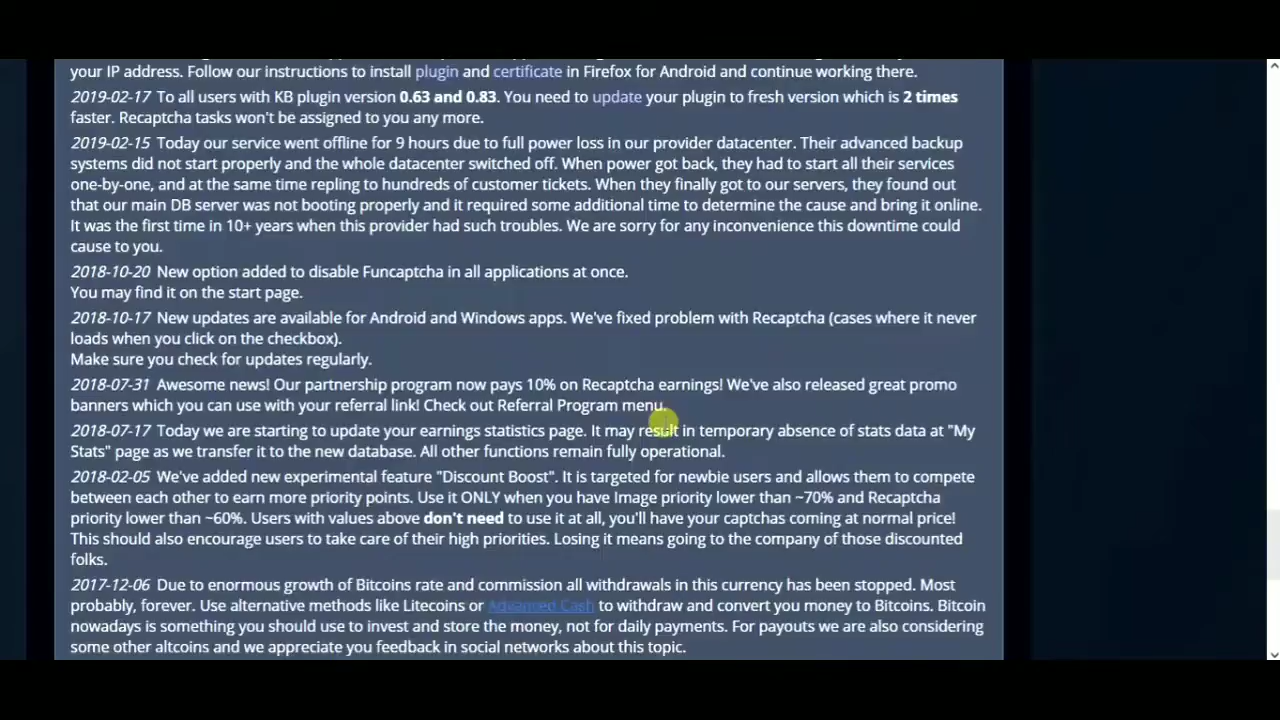 your IP address. Follow our instructions to install plugin and certificate in Firefox for Android and continue working there.
2019-02-17 To all users with KB plugin version 0.63 and 0.83. You need to update your plugin to fresh version which is 2 times
faster. Recaptcha tasks won't be assigned to you any more.
2019-02-15 Today our service went offline for 9 hours due to full power loss in our provider datacenter. Their advanced backup
systems did not start properly and the whole datacenter switched off. When power got back, they had to start all their services
one-by-one, and at the same time repling to hundreds of customer tickets. When they finally got to our servers, they found out
that our main DB server was not booting properly and it required some additional time to determine the cause and bring it online.
It was the first time in 10+ years when this provider had such troubles. We are sorry for any inconvenience this downtime could
cause to you.
2018-10-20 New option added to disable Funcaptcha in all applications at once.
You may find it on the start page.
2018-10-17 New updates are available for Android and Windows apps. We've fixed problem with Recaptcha (cases where it never
loads when you click on the checkbox).
Make sure you check for updates regularly.
2018-07-31 Awesome news! Our partnership program now pays 10% on Recaptcha earnings! We've also released great promo
banners which you can use with your referral link! Check out Referral Program menu.
2018-07-17 Today we are starting to update your earnings statistics page. It may result in temporary absence of stats data at "My
Stats" page as we transfer it to the new database. All other functions remain fully operational.
2018-02-05 We've added new experimental feature "Discount Boost". It is targeted for newbie users and allows them to compete
between each other to earn more priority points. Use it ONLY when you have Image priority lower than ~70% and Recaptcha
priority lower than ~60%. Users with values above don't need to use it at all, you'll have your captchas coming at normal price!
This should also encourage users to take care of their high priorities. Losing it means going to the company of those discounted
folks.
2017-12-06 Due to enormous growth of Bitcoins rate and commission all withdrawals in this currency has been stopped. Most
probably, forever. Use alternative methods like Litecoins or Advanced Cash to withdraw and convert you money to Bitcoins. Bitcoin
nowadays is something you should use to invest and store the money, not for daily payments. For payouts we are also considering
some other altcoins and we appreciate you feedback in social networks about this topic.